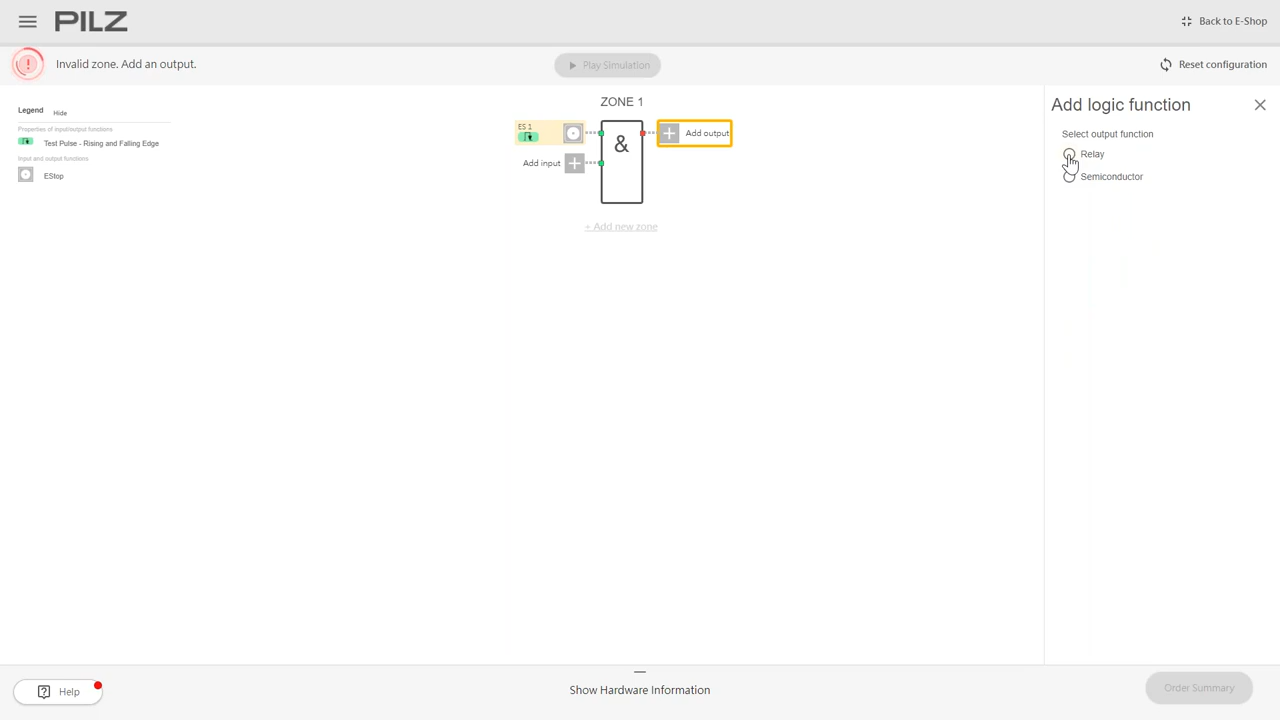 PILZ
Back to E-Shop
Invalid zone. Add an output.
Play Simulation
Reset configuration
Legend Hide
Properties of input/output functions
Test Pulse - Rising and Falling Edge
Input and output functions
EStop
ZONE 1
ES 1
&
Add output
Add input
+ Add new zone
Add logic function
Select output function
Relay
Semiconductor
Help
Show Hardware Information
Order Summary